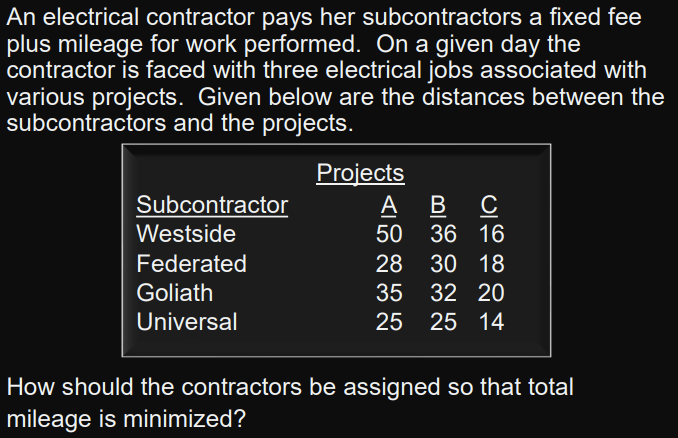 An electrical contractor pays her subcontractors a fixed fee
plus mileage for work performed. On a given day the
contractor is faced with three electrical jobs associated with
various projects. Given below are the distances between the
subcontractors and the projects.
Projects
Subcontractor A B C
Westside 50 36 16
Federated 28 30 18
Goliath 35 32 20
Universal 25 25 14
How should the contractors be assigned so that total
mileage is minimized?